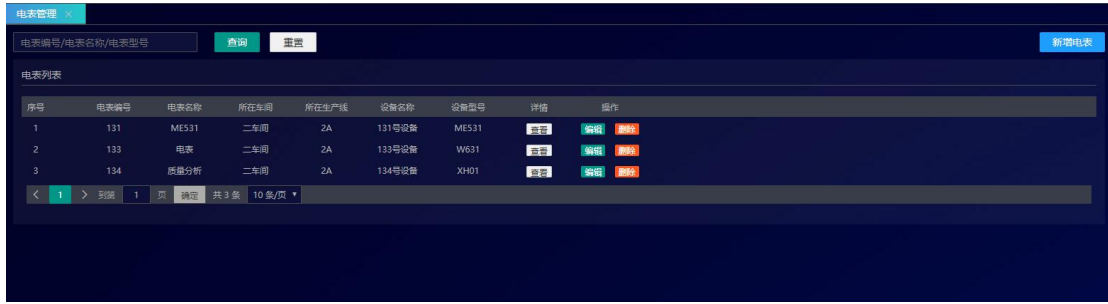 电表管理 ×
电表编号/电表名称/电表型号 查询 重置 新增电表
电表列表
序号 电表编号 电表名称 所在车间 所在生产线 设备名称 设备型号 详情 操作
1 131 ME531 二车间 2A 131号设备 ME531 查看 编辑 删除
2 133 电表 二车间 2A 133号设备 W631 查看 编辑 删除
3 134 质量分析 二车间 2A 134号设备 XH01 查看 编辑 删除
< 1 > 到第 1 页 确定 共 3 条 10 条/页